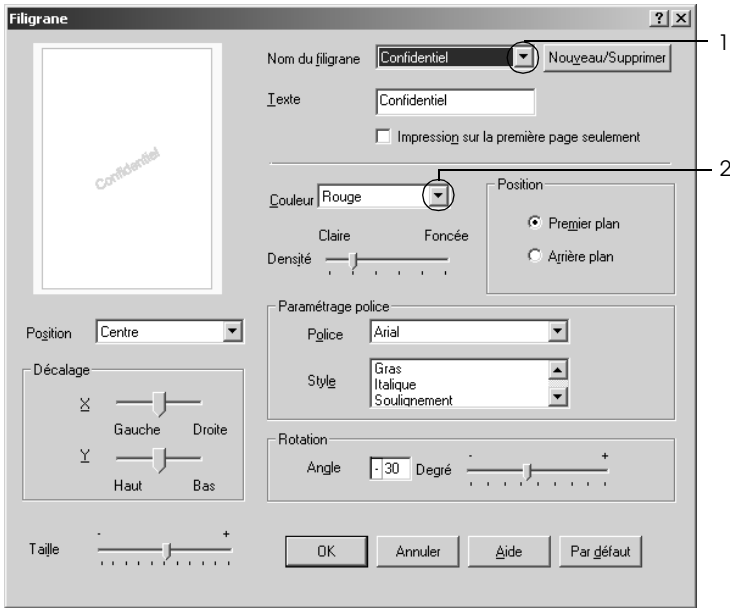 Filigrane
1
Nom du filigrane Confidentiel Nouveau/Supprimer
Texte Confidentiel
Impression sur la première page seulement
Confidentiel
2
Couleur Rouge
Position
Premier plan
Arrière plan
Claire Foncée
Densité
Position Centre
Paramétrage police
Police Arial
Style Gras
Italique
Soulignement
Décalage
X
Gauche Droite
Y
Haut Bas
Rotation
Angle - 30 Degré - +
Taille - +
OK Annuler Aide Par défaut